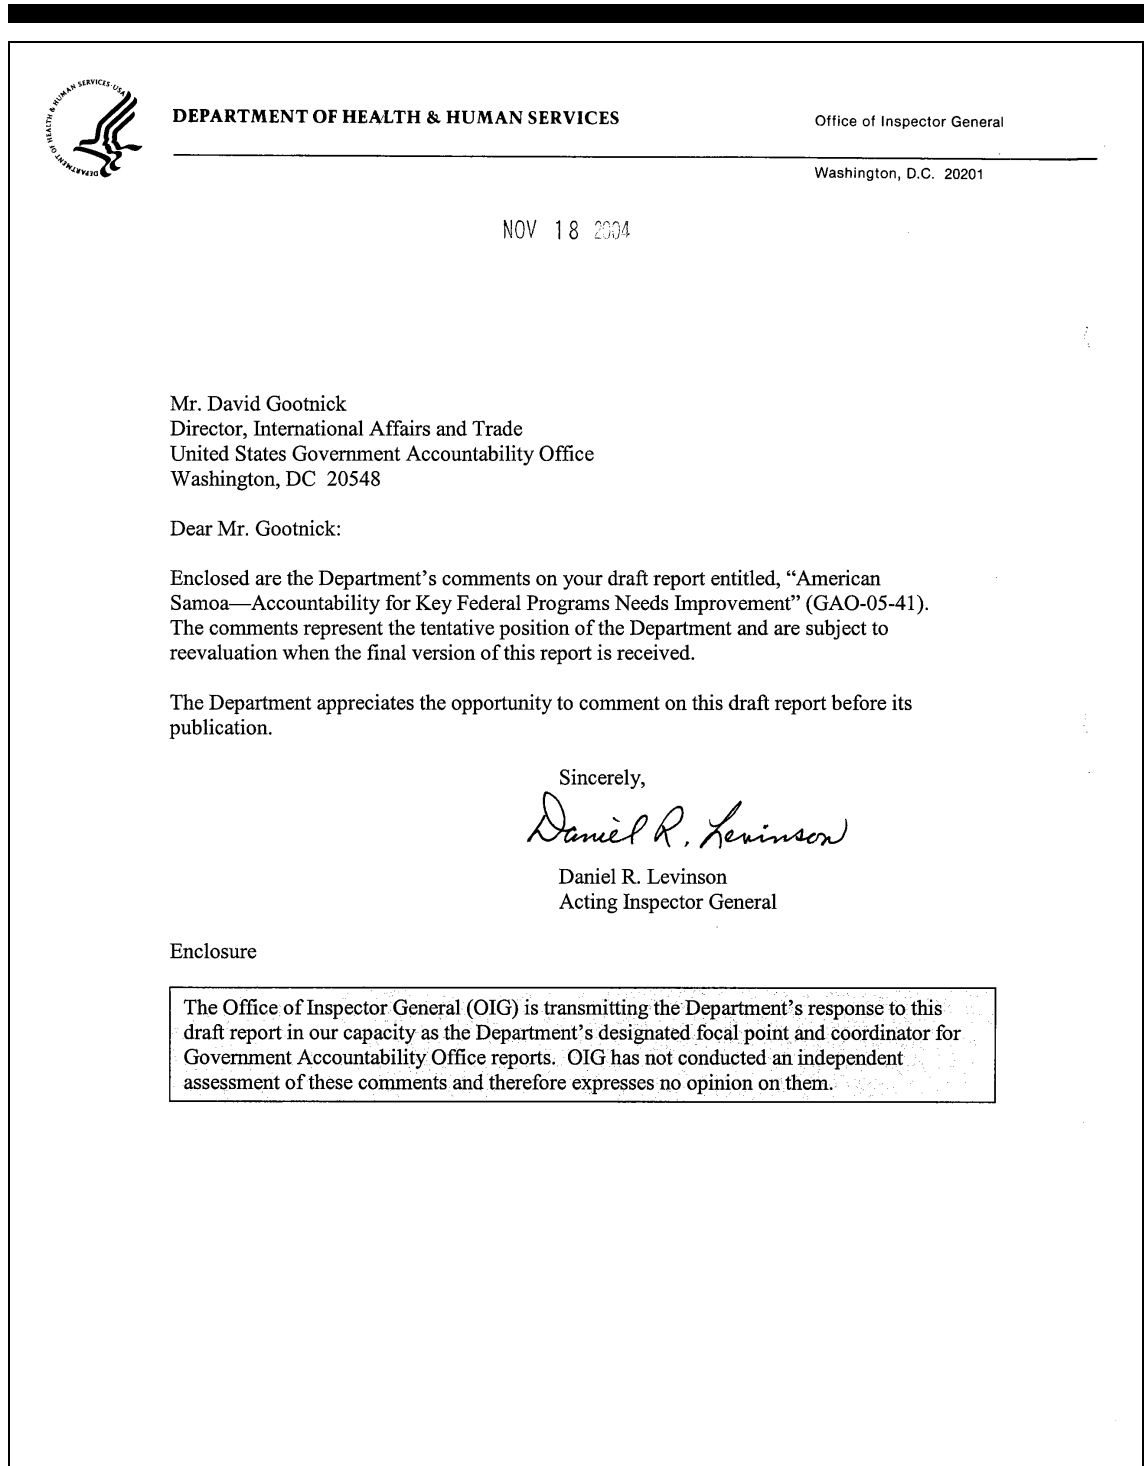 DEPARTMENT OF HEALTH & HUMAN SERVICES·USA
DEPARTMENT OF HEALTH & HUMAN SERVICES
Office of Inspector General
Washington, D.C. 20201
NOV 18 2004
Mr. David Gootnick
Director, International Affairs and Trade
United States Government Accountability Office
Washington, DC 20548
Dear Mr. Gootnick:
Enclosed are the Department's comments on your draft report entitled, “American
Samoa—Accountability for Key Federal Programs Needs Improvement” (GAO-05-41).
The comments represent the tentative position of the Department and are subject to
reevaluation when the final version of this report is received.
The Department appreciates the opportunity to comment on this draft report before its
publication.
Sincerely,
Daniel R. Levinson
Daniel R. Levinson
Acting Inspector General
Enclosure
The Office of Inspector General (OIG) is transmitting the Department's response to this
draft report in our capacity as the Department's designated focal point and coordinator for
Government Accountability Office reports. OIG has not conducted an independent
assessment of these comments and therefore expresses no opinion on them.